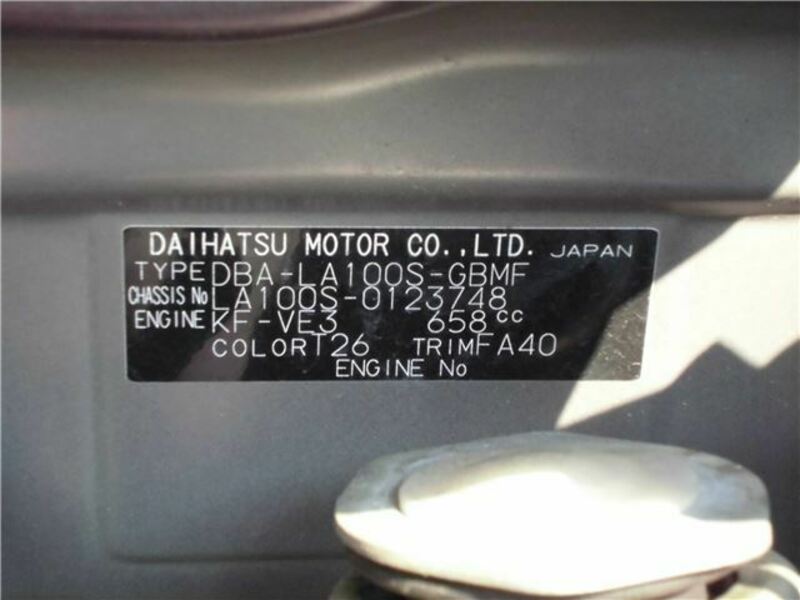 DAIHATSU MOTOR CO.,LTD. JAPAN
TYPE DBA-LA100S-GBMF
CHASSIS No LA100S-0123748
ENGINE KF-VE3 658cc
COLOR T26 TRIM FA40
ENGINE No